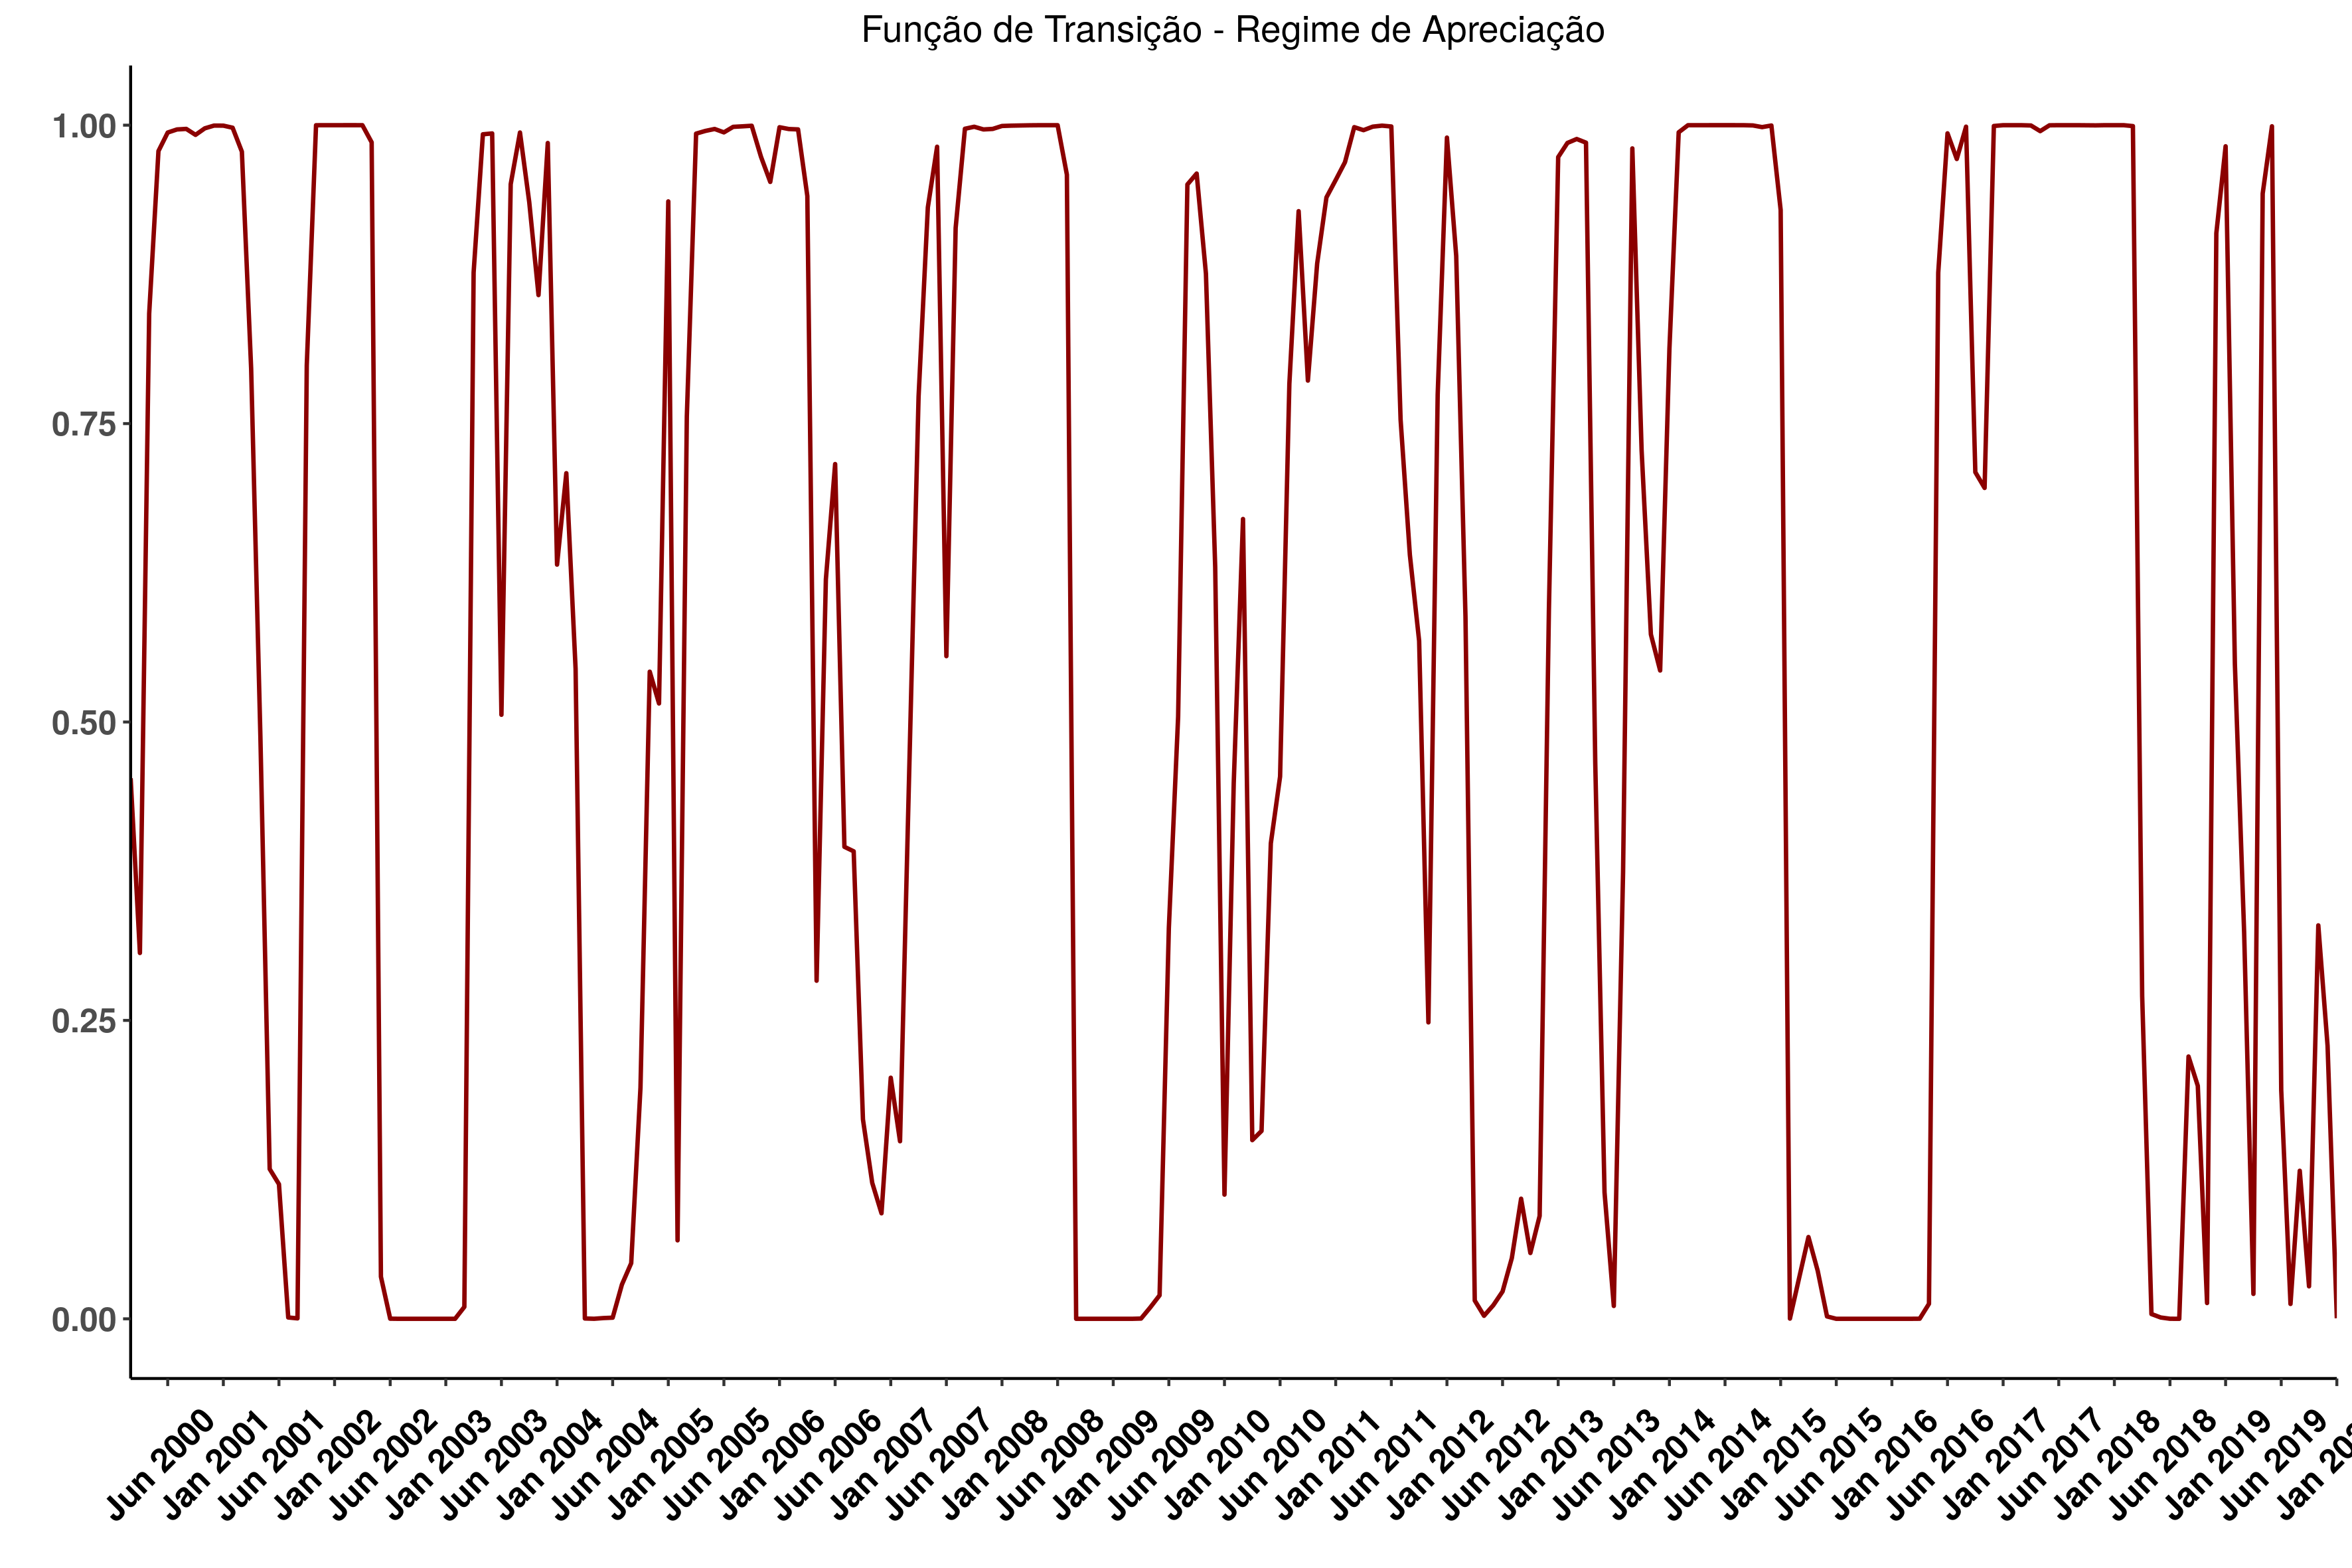 Função de Transição - Regime de Apreciação
1.00
0.75
0.50
0.25
0.00
Jun 2000
Jan 2001
Jun 2001
Jan 2002
Jun 2002
Jan 2003
Jun 2003
Jan 2004
Jun 2004
Jan 2005
Jun 2005
Jan 2006
Jun 2006
Jan 2007
Jun 2007
Jan 2008
Jun 2008
Jan 2009
Jun 2009
Jan 2010
Jun 2010
Jan 2011
Jun 2011
Jan 2012
Jun 2012
Jan 2013
Jun 2013
Jan 2014
Jun 2014
Jan 2015
Jun 2015
Jan 2016
Jun 2016
Jan 2017
Jun 2017
Jan 2018
Jun 2018
Jan 2019
Jun 2019
Jan